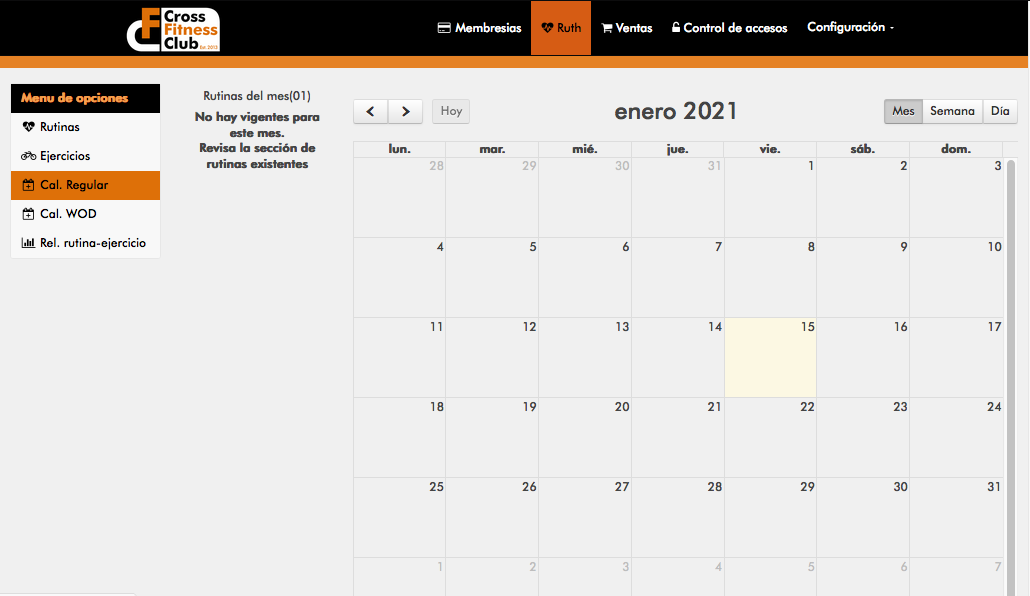 Cross
Fitness
Club Est 2012
Membresias
Ruth
Ventas
Control de accesos
Configuración
Menu de opciones
Rutinas
Ejercicios
Cal. Regular
Cal. WOD
Rel. rutina-ejercicio
Rutinas del mes(01)
No hay vigentes para
este mes.
Revisa la sección de
rutinas existentes
Hoy
enero 2021
Mes Semana Día
lun. mar. mié. jue. vie. sáb. dom.
28 29 30 31 1 2 3
4 5 6 7 8 9 10
11 12 13 14 15 16 17
18 19 20 21 22 23 24
25 26 27 28 29 30 31
1 2 3 4 5 6 7